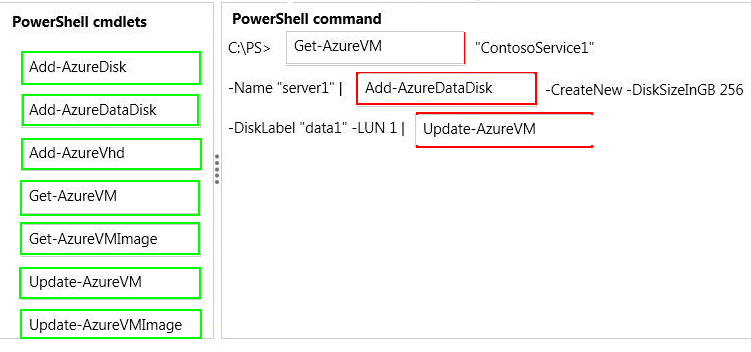 PowerShell cmdlets
Add-AzureDisk
Add-AzureDataDisk
Add-AzureVhd
Get-AzureVM
Get-AzureVMImage
Update-AzureVM
Update-AzureVMImage
PowerShell command
C:\PS> Get-AzureVM "ContosoService1"
-Name "server1" | Add-AzureDataDisk -CreateNew -DiskSizeInGB 256
-DiskLabel "data1" -LUN 1 | Update-AzureVM